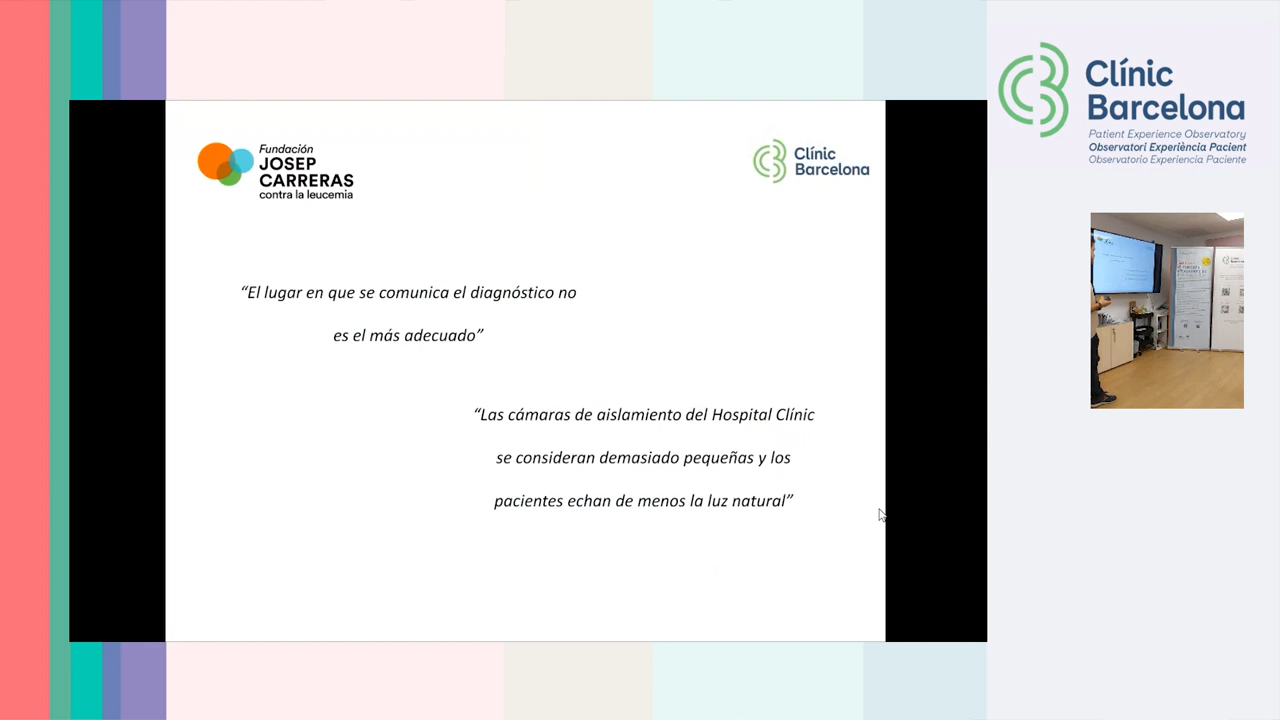 Fundación
JOSEP
CARRERAS
contra la leucemia
Clínic
Barcelona
“El lugar en que se comunica el diagnóstico no
es el más adecuado”
“Las cámaras de aislamiento del Hospital Clínic
se consideran demasiado pequeñas y los
pacientes echan de menos la luz natural”
Clínic
Barcelona
Patient Experience Observatory
Observatori Experiència Pacient
Observatorio Experiencia Paciente